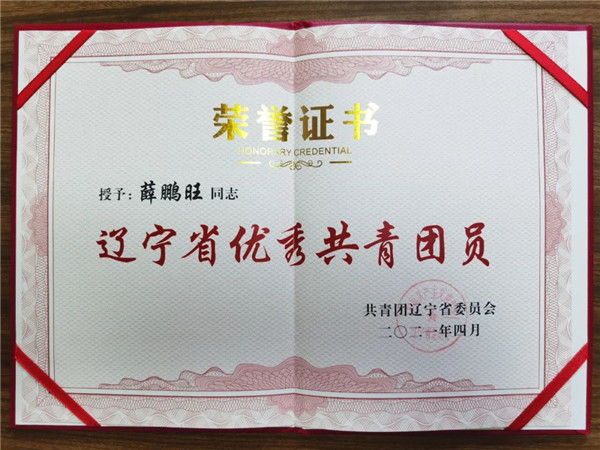 荣誉证书
HONORARY CREDENTIAL
授予：薛鹏旺 同志
辽宁省优秀共青团员
共青团辽宁省委员会
二〇二一年四月